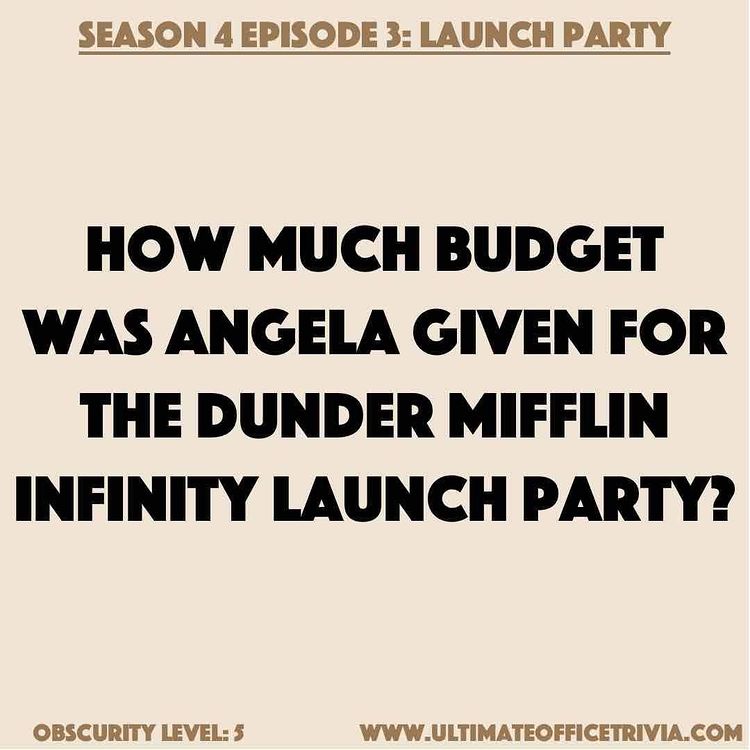 SEASON 4 EPISODE 3: LAUNCH PARTY
HOW MUCH BUDGET
WAS ANGELA GIVEN FOR
THE DUNDER MIFFLIN
INFINITY LAUNCH PARTY?
OBSCURITY LEVEL: 5
WWW.ULTIMATEOFFICETRIVIA.COM